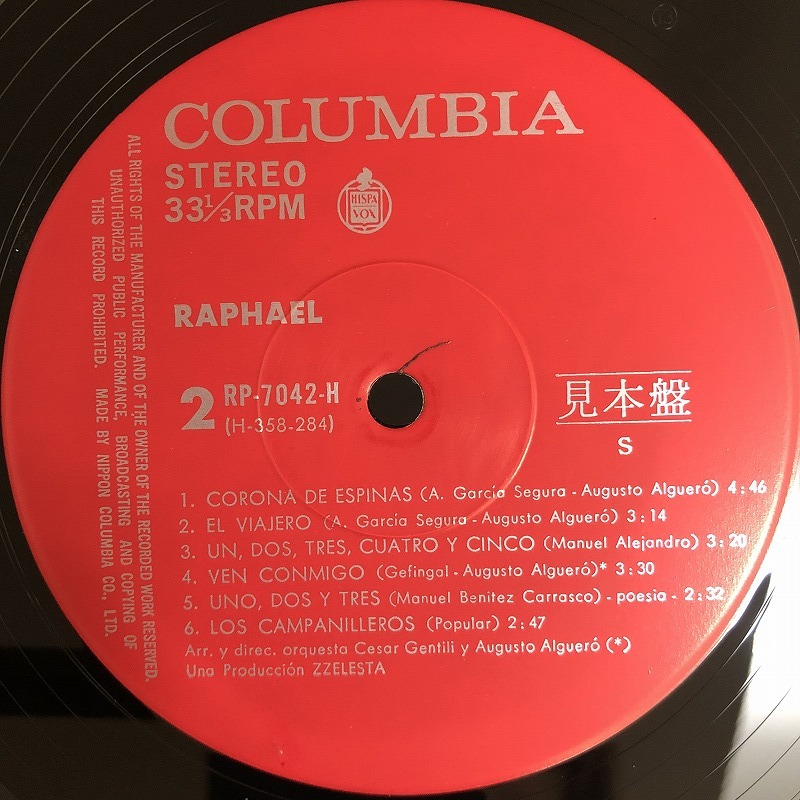 COLUMBIA
STEREO
33 1/3 RPM
HISPA
VOX
RAPHAEL
2
RP-7042-H
(H-358-284)
見本盤
S
1. CORONA DE ESPINAS (A. García Segura - Augusto Algueró) 4:46
2. EL VIAJERO (A. García Segura - Augusto Algueró) 3:14
3. UN, DOS, TRES, CUATRO Y CINCO (Manuel Alejandro) 3:20
4. VEN CONMIGO (Gefingal - Augusto Algueró)* 3:30
5. UNO, DOS Y TRES (Manuel Benitez Carrasco) - poesia - 2:32
6. LOS CAMPANILLEROS (Popular) 2:47
Arr. y direc. orquesta Cesar Gentili y Augusto Algueró (*)
Una Producción ZZELESTA
ALL RIGHTS OF THE MANUFACTURER AND OF THE OWNER OF THE RECORDED WORK RESERVED.
UNAUTHORIZED PUBLIC PERFORMANCE, BROADCASTING AND COPYING OF
THIS RECORD PROHIBITED. MADE BY NIPPON COLUMBIA CO., LTD.